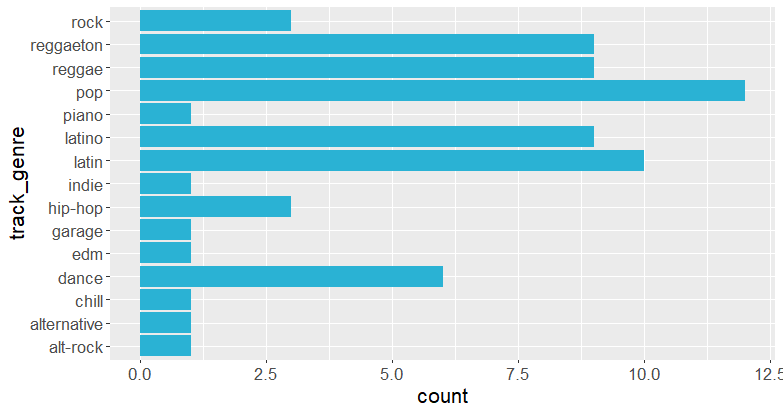 rock
reggaeton
reggae
pop
piano
latino
latin
indie
hip-hop
garage
edm
dance
chill
alternative
alt-rock
track_genre
0.0 2.5 5.0 7.5 10.0 12.5
count